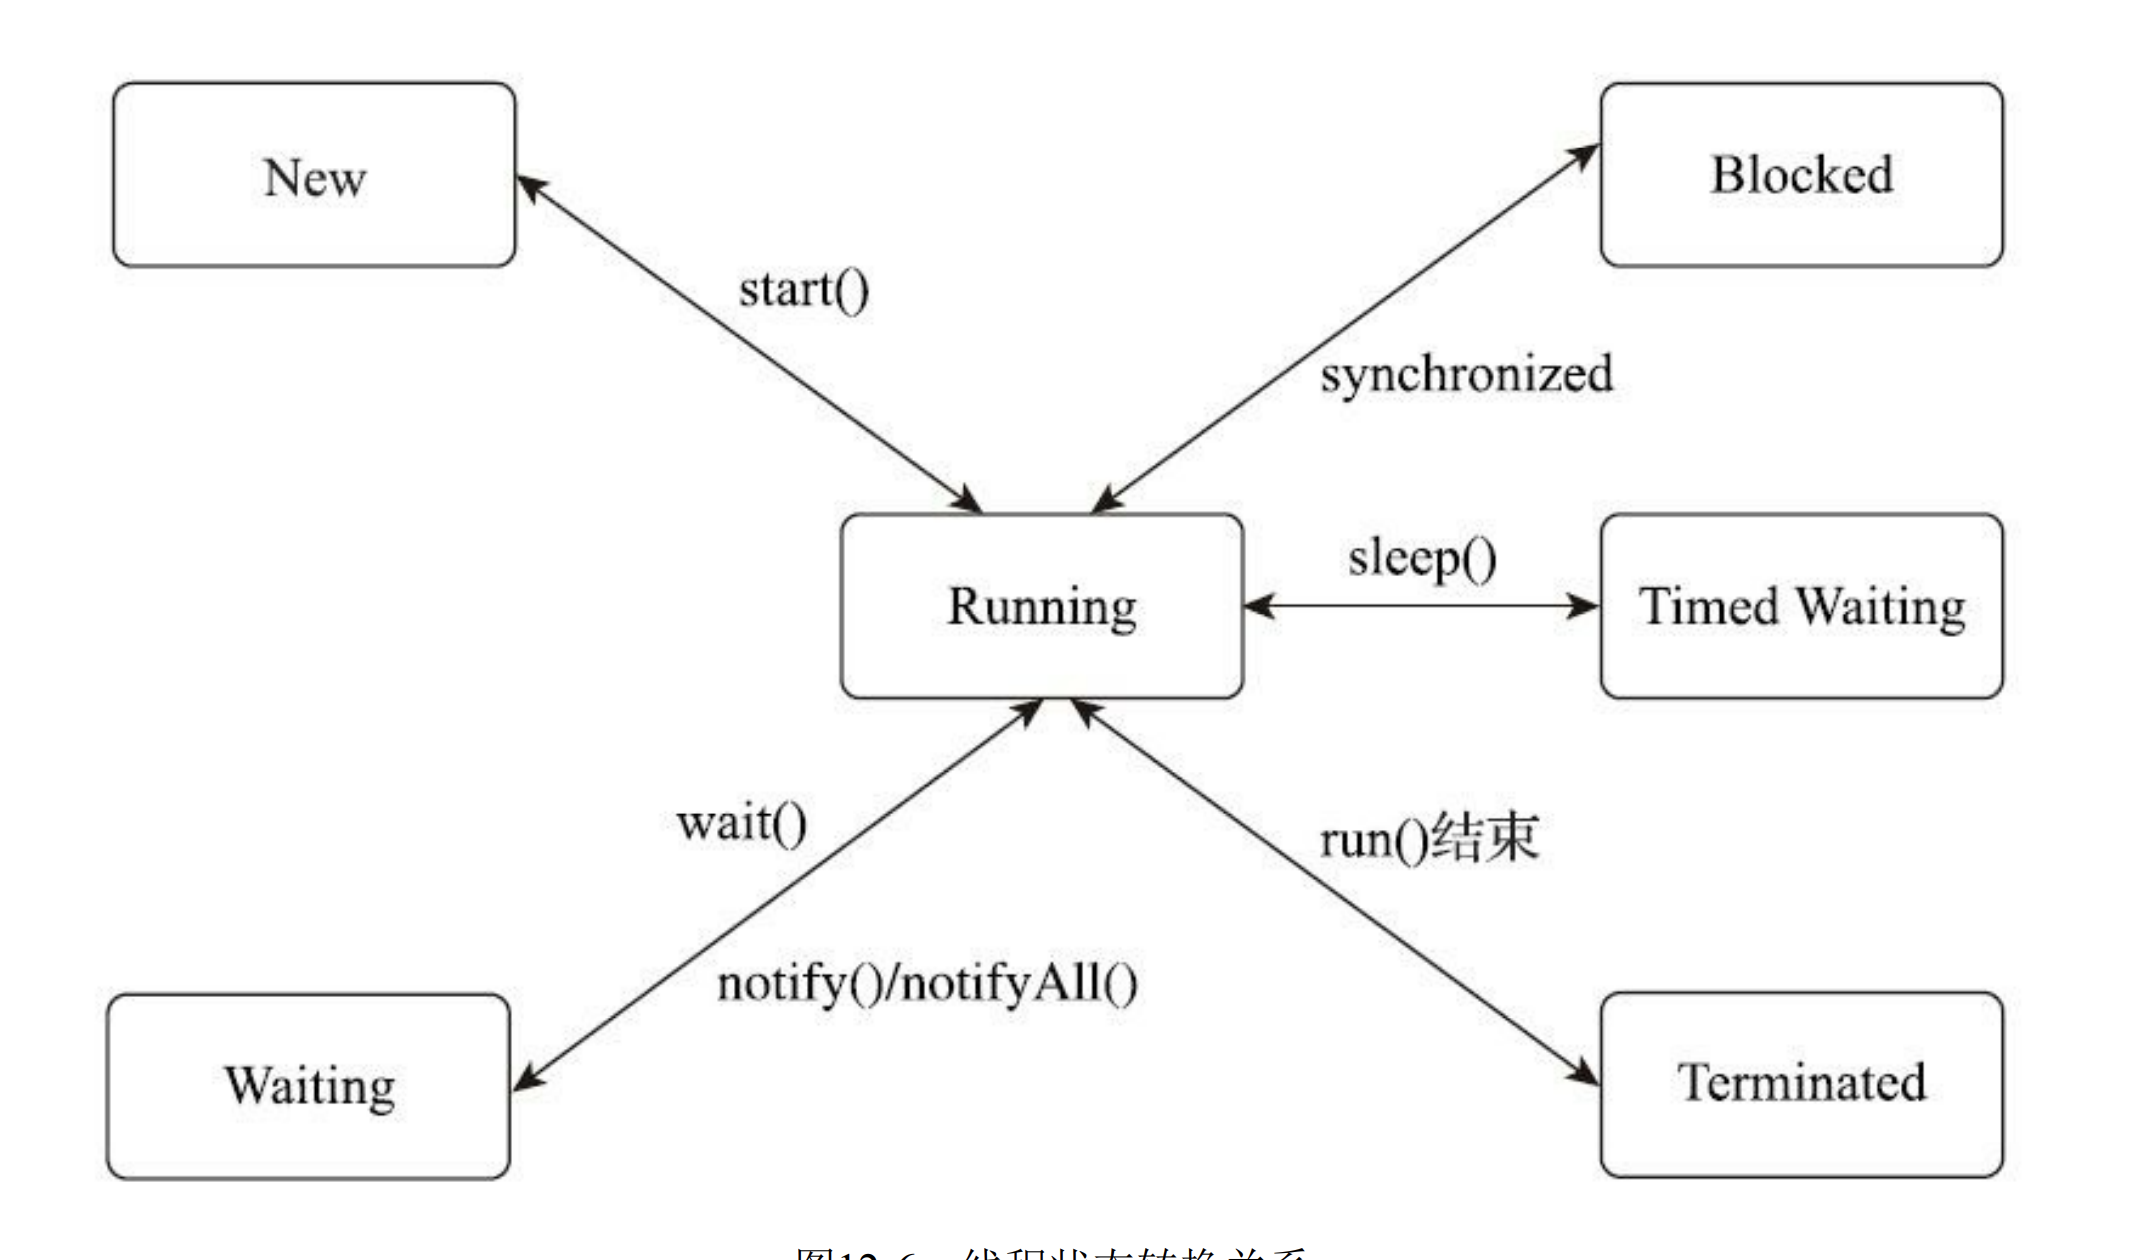 New
Blocked
start()
synchronized
Running
sleep()
Timed Waiting
wait()
run()结束
notify()/notifyAll()
Waiting
Terminated
图12-6 线程状态转换关系